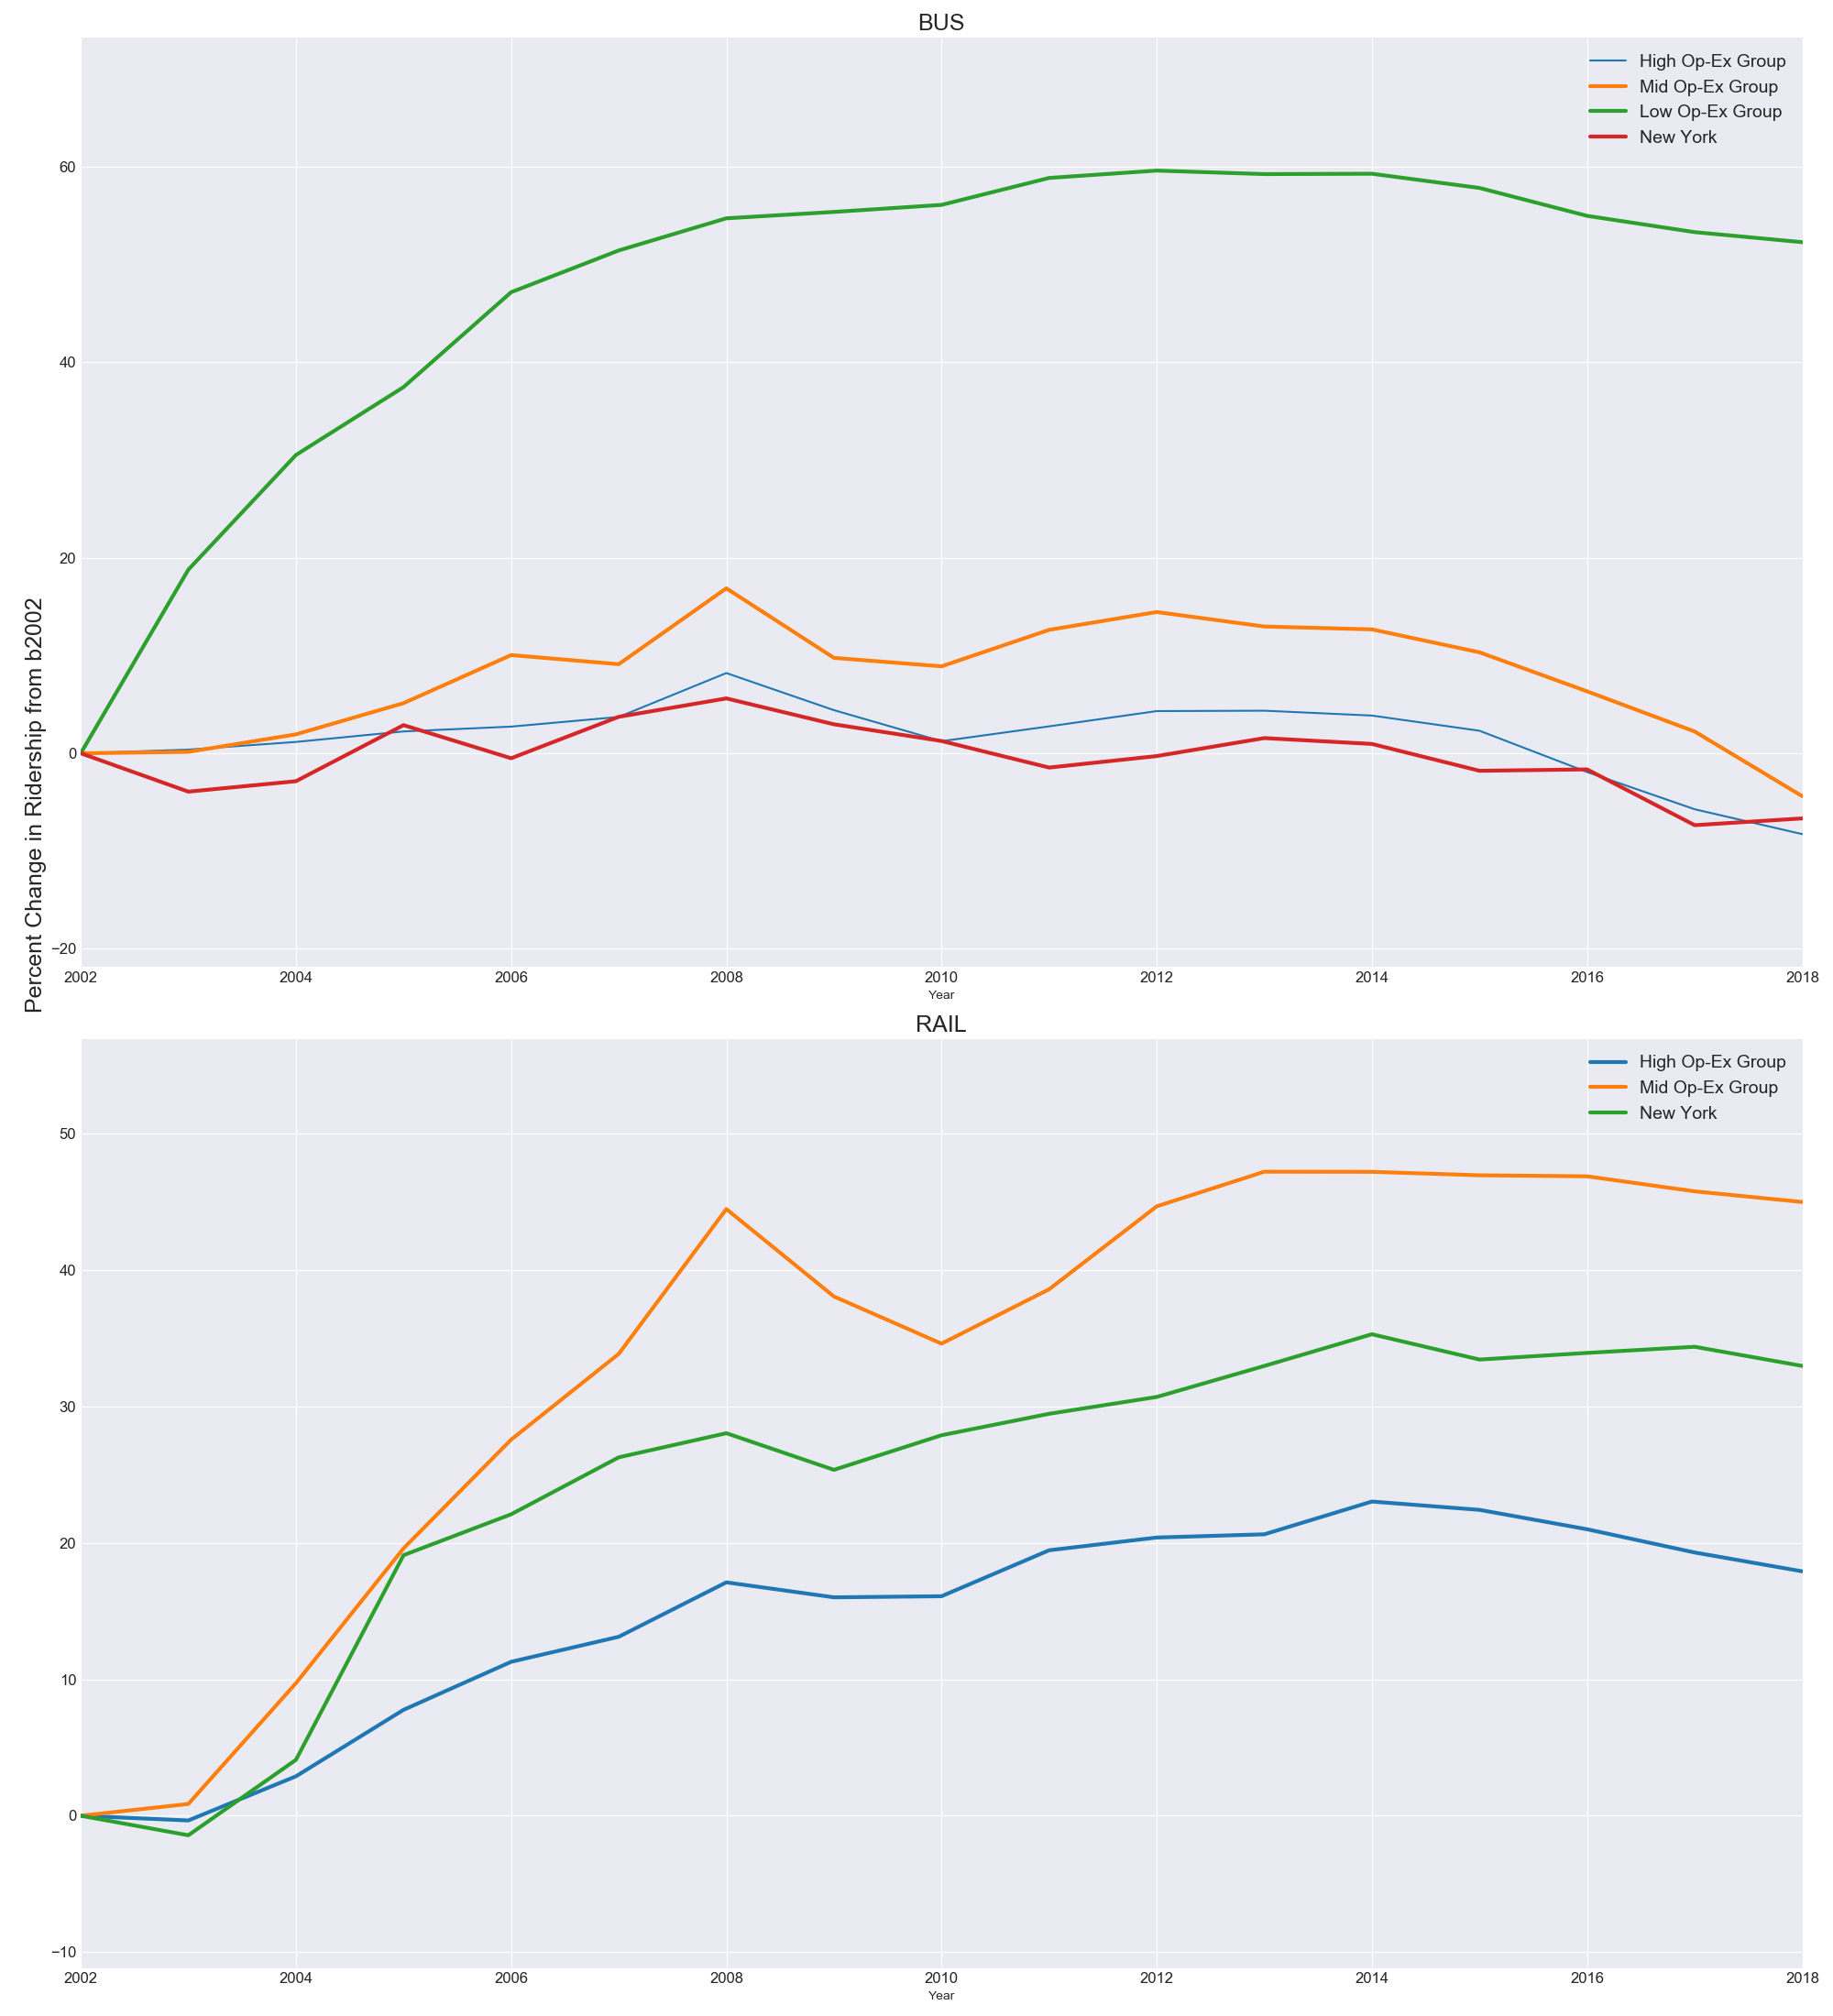 BUS
High Op-Ex Group
Mid Op-Ex Group
Low Op-Ex Group
New York
60
40
20
0
−20
2002 2004 2006 2008 2010 2012 2014 2016 2018
Year
Percent Change in Ridership from b2002
RAIL
High Op-Ex Group
Mid Op-Ex Group
New York
50
40
30
20
10
0
−10
2002 2004 2006 2008 2010 2012 2014 2016 2018
Year